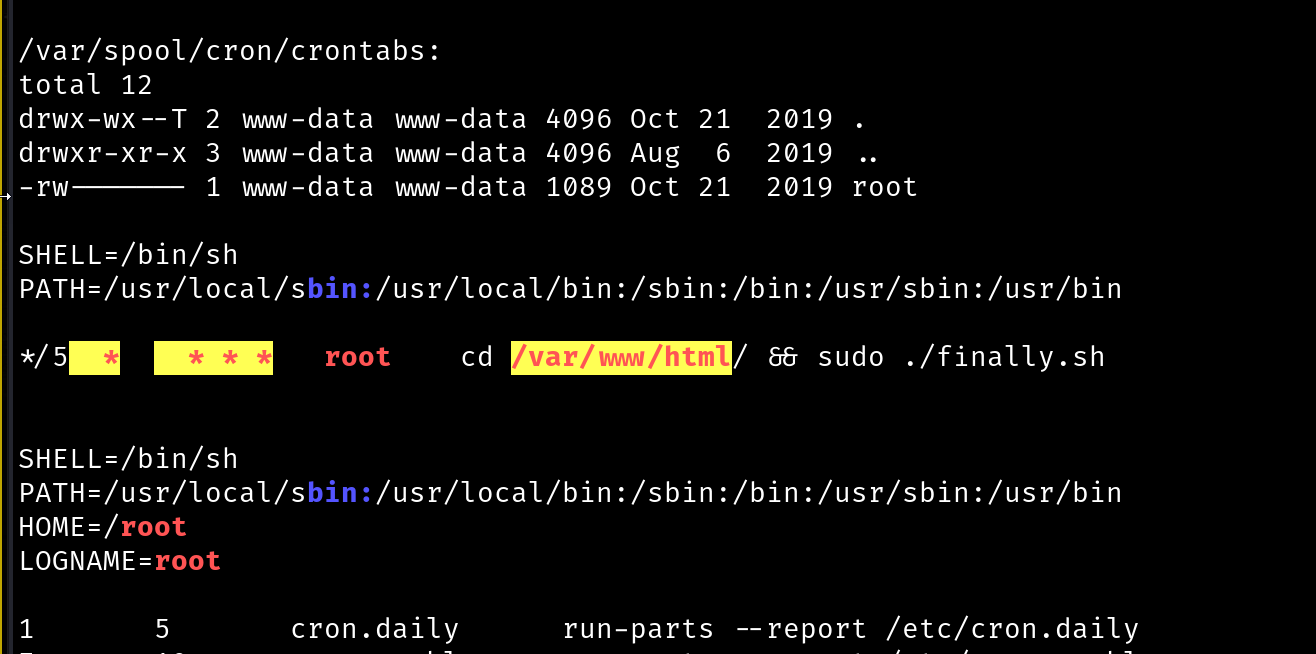 /var/spool/cron/crontabs:
total 12
drwx-wx--T 2 www-data www-data 4096 Oct 21  2019 .
drwxr-xr-x 3 www-data www-data 4096 Aug  6  2019 ..
-rw------- 1 www-data www-data 1089 Oct 21  2019 root
SHELL=/bin/sh
PATH=/usr/local/sbin:/usr/local/bin:/sbin:/bin:/usr/sbin:/usr/bin
*/5  *    * * *   root    cd /var/www/html/ && sudo ./finally.sh
SHELL=/bin/sh
PATH=/usr/local/sbin:/usr/local/bin:/sbin:/bin:/usr/sbin:/usr/bin
HOME=/root
LOGNAME=root
1       5       cron.daily      run-parts --report /etc/cron.daily